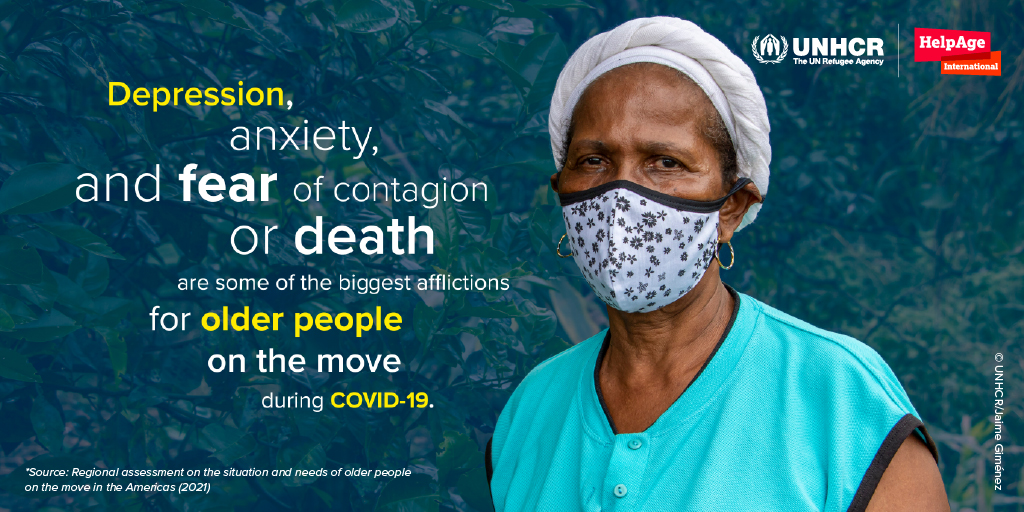 UNHCR
The UN Refugee Agency
HelpAge
International
Depression,
anxiety,
and fear of contagion
or death
are some of the biggest afflictions
for older people
on the move
during COVID-19.
*Source: Regional assessment on the situation and needs of older people
on the move in the Americas (2021)
© UNHCR/Jaime Giménez